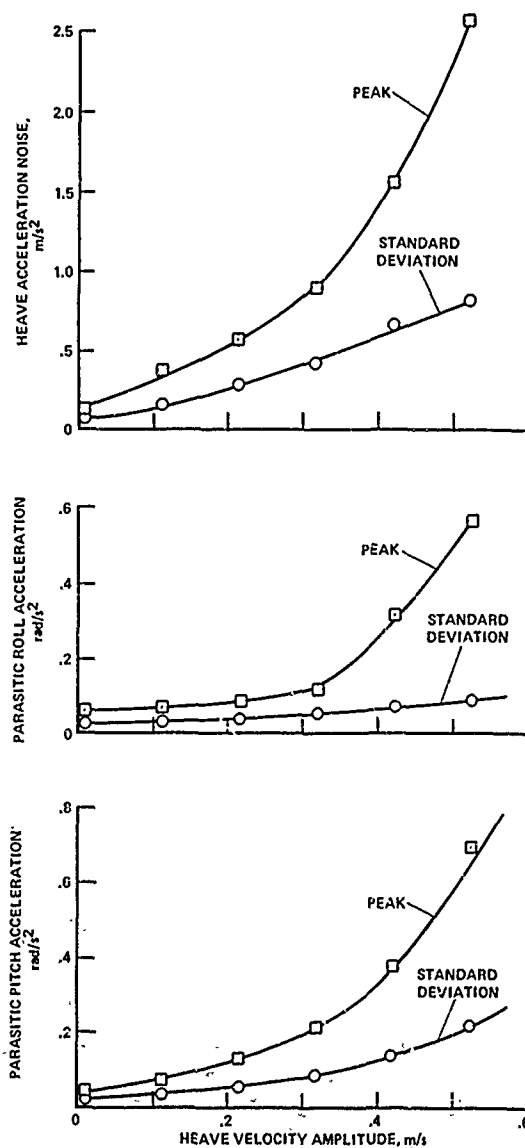 HEAVE ACCELERATION NOISE,
m/s2
2.5
2.0
1.5
1.0
.5
0
PEAK
STANDARD
DEVIATION
PARASITIC ROLL ACCELERATION
rad/s2
.6
.4
.2
0
PEAK
STANDARD
DEVIATION
PARASITIC PITCH ACCELERATION
rad/s2
.8
.6
.4
.2
PEAK
STANDARD
DEVIATION
0 .2 .4 .6
HEAVE VELOCITY AMPLITUDE, m/s